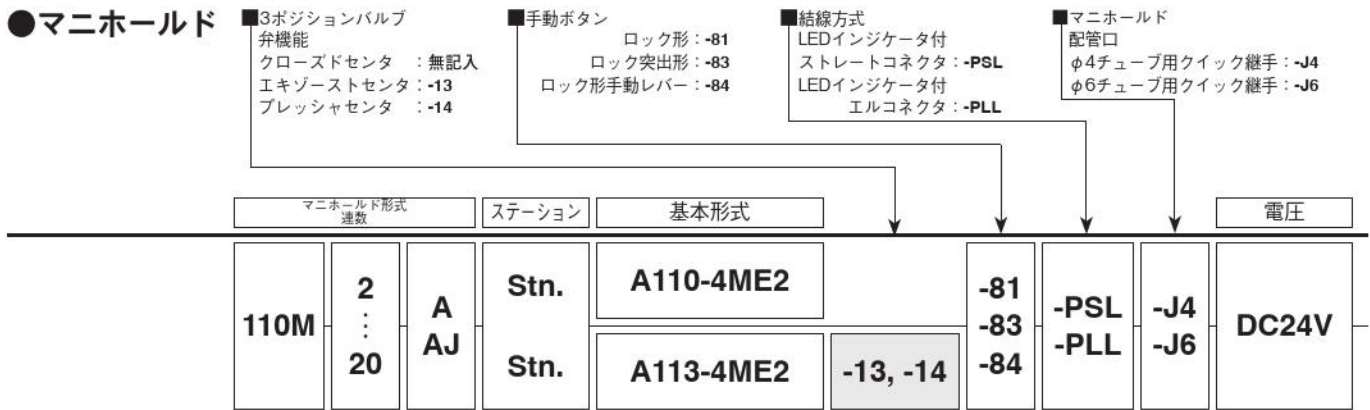 ●マニホールド
■3ポジションバルブ
弁機能
クローズドセンタ　：無記入
エキゾーストセンタ：-13
プレッシャセンタ　：-14
■手動ボタン
ロック形：-81
ロック突出形：-83
ロック形手動レバー：-84
■結線方式
LEDインジケータ付
ストレートコネクタ：-PSL
LEDインジケータ付
エルコネクタ：-PLL
■マニホールド
配管口
φ4チューブ用クイック継手：-J4
φ6チューブ用クイック継手：-J6
マニホールド形式
連数
ステーション
基本形式
電圧
110M
2
⋮
20
A
AJ
Stn.
Stn.
A110-4ME2
A113-4ME2
-13, -14
-81
-83
-84
-PSL
-PLL
-J4
-J6
DC24V